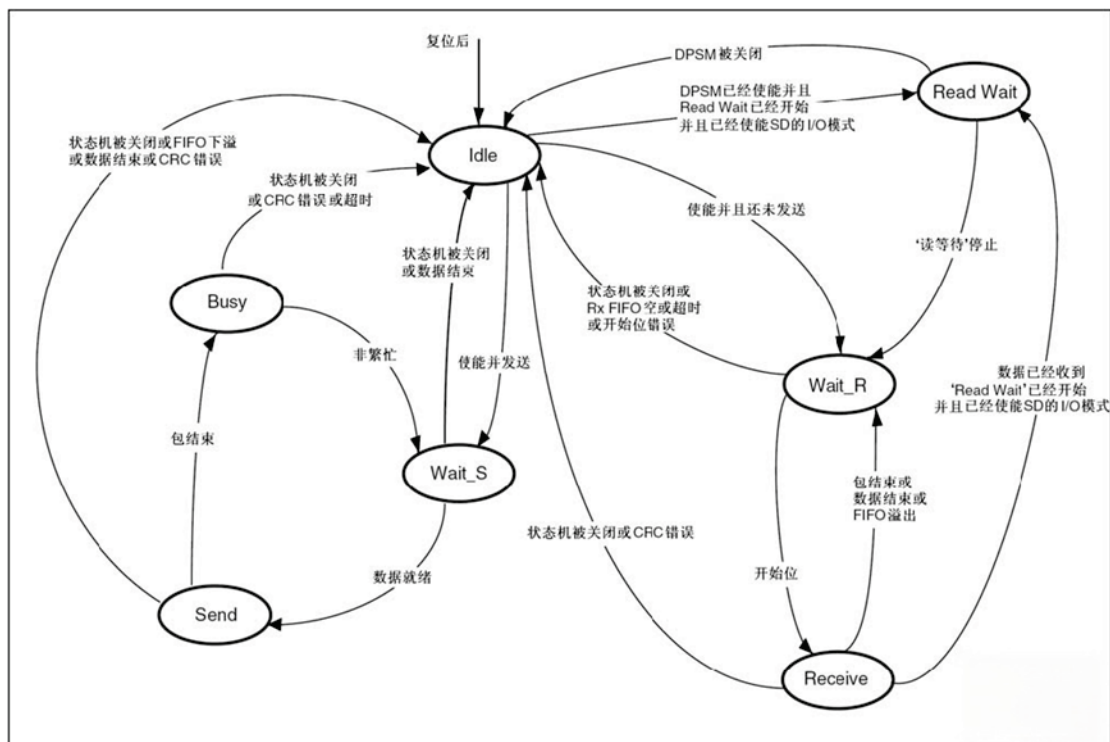 复位后
DPSM 被关闭
Read Wait
DPSM已经使能并且
Read Wait已经开始
并且已经使能SD的I/O模式
状态机被关闭或FIFO下溢
或数据结束或CRC错误
Idle
状态机被关闭
或CRC错误或超时
使能并且还未发送
'读等待'停止
状态机被关闭
或数据结束
状态机被关闭或
Rx FIFO空或超时
或开始位错误
Busy
非繁忙
使能并发送
Wait_R
数据已经收到
'Read Wait'已经开始
并且已经使能SD的I/O模式
包结束
Wait_S
包结束或
数据结束或
FIFO溢出
状态机被关闭或CRC错误
开始位
数据就绪
Send
Receive